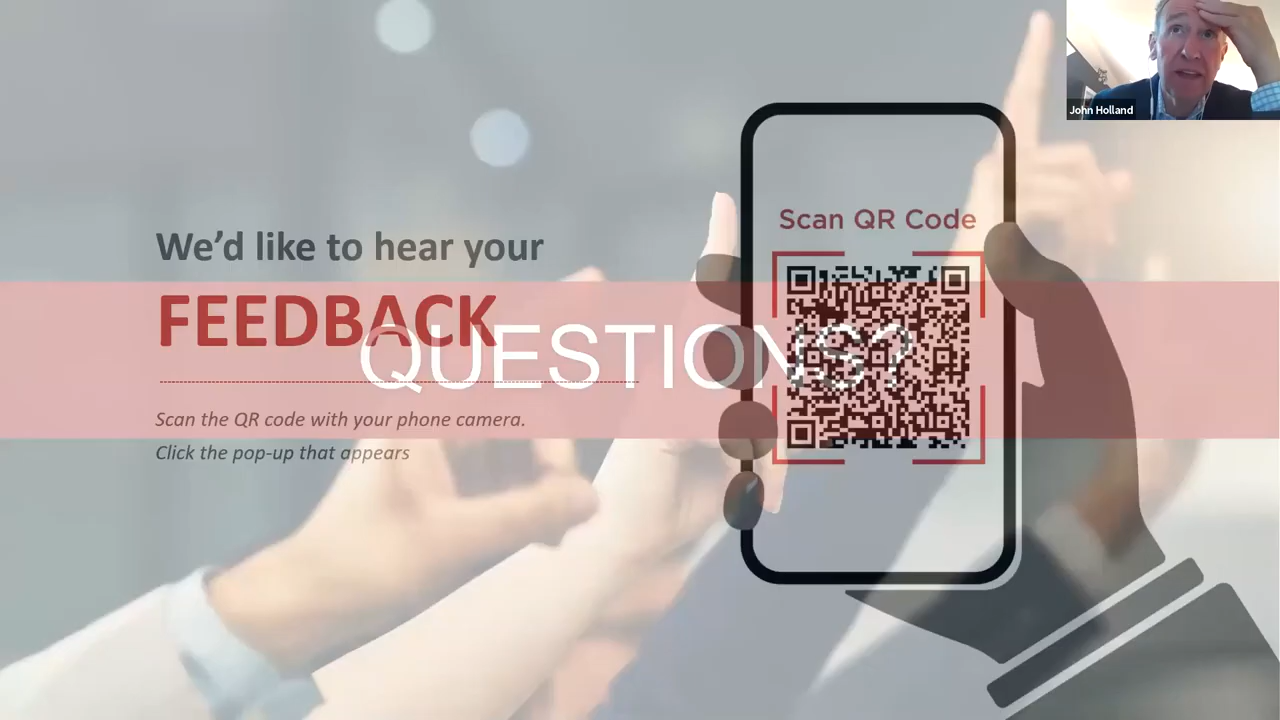 John Holland
We’d like to hear your
FEEDBACK
QUESTIONS?
Scan the QR code with your phone camera.
Click the pop-up that appears
Scan QR Code